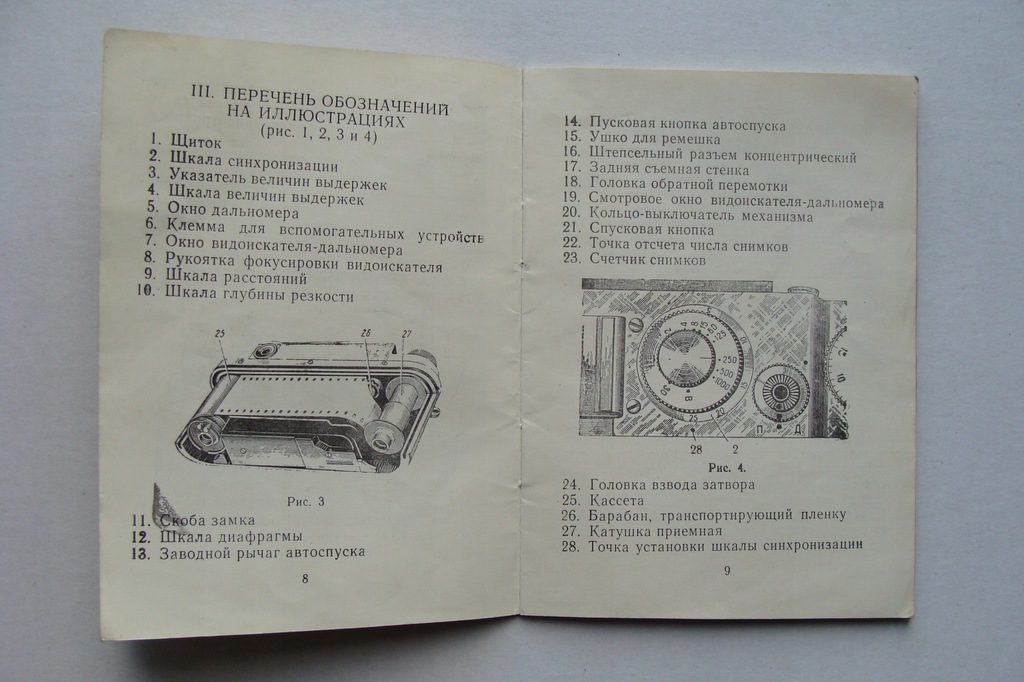 III. ПЕРЕЧЕНЬ ОБОЗНАЧЕНИЙ
НА ИЛЛЮСТРАЦИЯХ
(рис. 1, 2, 3 и 4)
1. Щиток
2. Шкала синхронизации
3. Указатель величин выдержек
4. Шкала величин выдержек
5. Окно дальномера
6. Клемма для вспомогательных устройств
7. Окно видоискателя-дальномера
8. Рукоятка фокусировки видоискателя
9. Шкала расстояний
10. Шкала глубины резкости
25 26 27
Рис. 3
11. Скоба замка
12. Шкала диафрагмы
13. Заводной рычаг автоспуска
8
14. Пусковая кнопка автоспуска
15. Ушко для ремешка
16. Штепсельный разъем концентрический
17. Задняя съемная стенка
18. Головка обратной перемотки
19. Смотровое окно видоискателя-дальномера
20. Кольцо-выключатель механизма
21. Спусковая кнопка
22. Точка отсчета числа снимков
23. Счетчик снимков
250
500
1000
30
В
25 20
П Д
10
28 2
Рис. 4.
24. Головка взвода затвора
25. Кассета
26. Барабан, транспортирующий пленку
27. Катушка приемная
28. Точка установки шкалы синхронизации
9